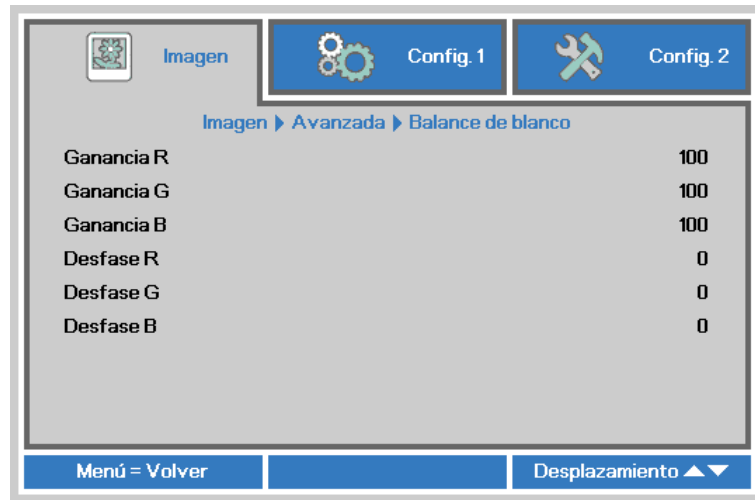 Imagen Config. 1 Config. 2
Imagen Avanzada Balance de blanco
Ganancia R 100
Ganancia G 100
Ganancia B 100
Desfase R 0
Desfase G 0
Desfase B 0
Menú = Volver Desplazamiento ▲▼